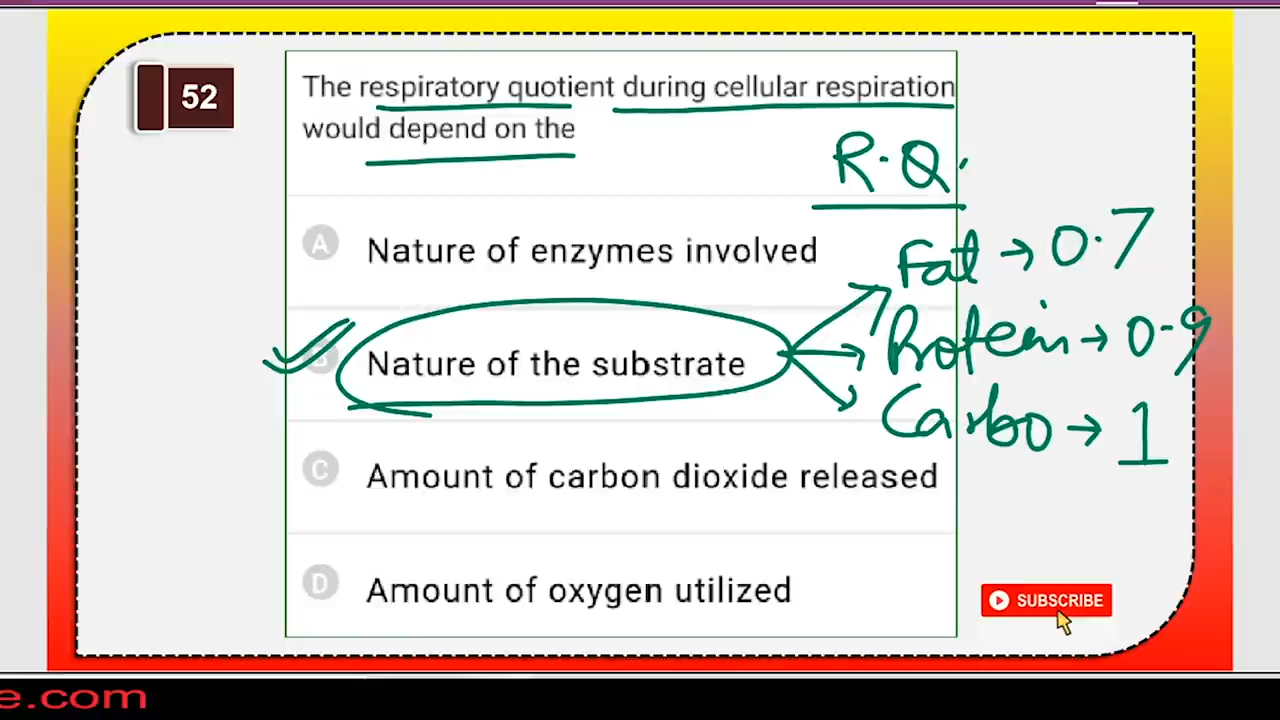 52
The respiratory quotient during cellular respiration
would depend on the
R.Q.
A Nature of enzymes involved
Fat → 0.7
B Nature of the substrate
Protein → 0.9
Carbo → 1
C Amount of carbon dioxide released
D Amount of oxygen utilized
SUBSCRIBE
e.com